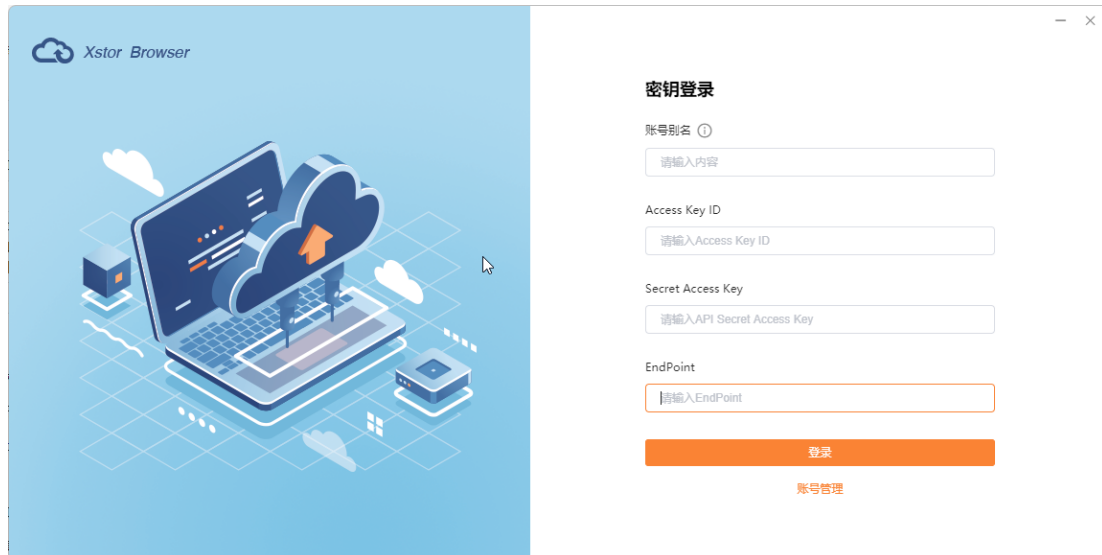 Xstor Browser
密钥登录
账号别名
请输入内容
Access Key ID
请输入Access Key ID
Secret Access Key
请输入API Secret Access Key
EndPoint
请输入EndPoint
登录
账号管理